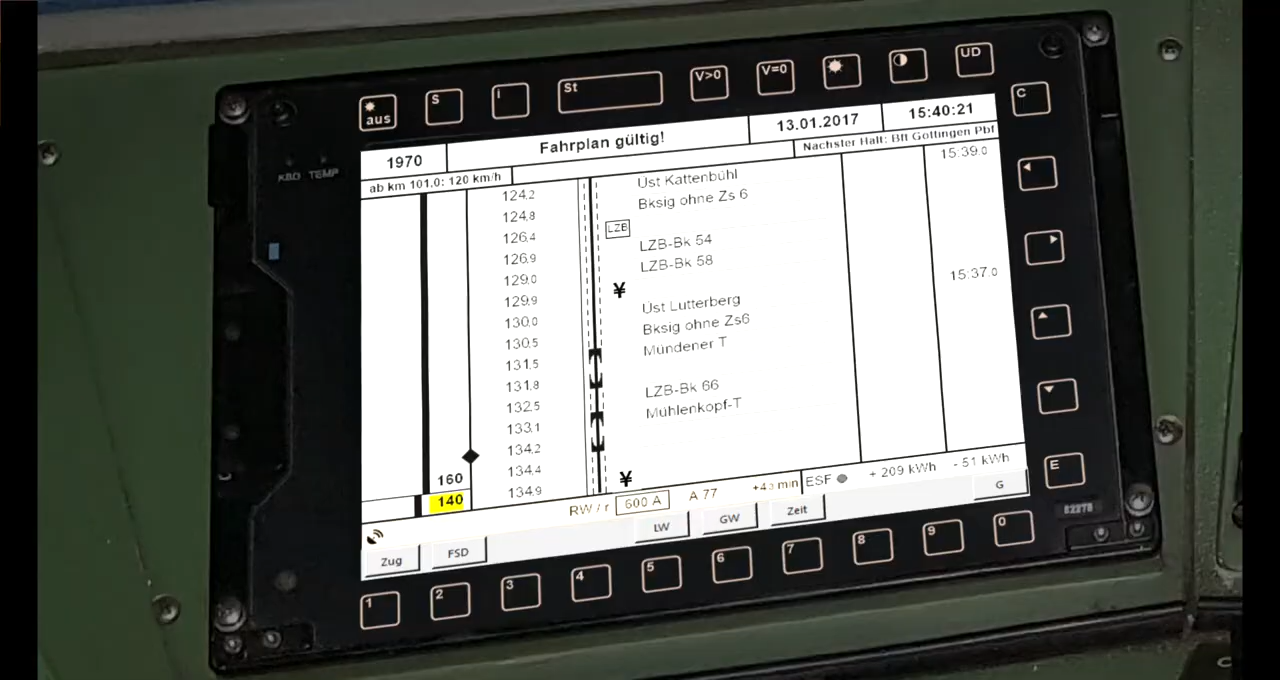 aus
S
I
St
V>0
V=0
UD
C
1970
Fahrplan gültig!
13.01.2017
15:40:21
ab km 101,0: 120 km/h
Nächster Halt: Bft Göttingen Pbf
KBD TEMP
124,2 Üst Kattenbühl 15:39.0
124,8 Bksig ohne Zs 6
126,4 LZB
126,9 LZB-Bk 54
129,0 LZB-Bk 58
129,9 ¥ 15:37.0
130,0 Üst Lutterberg
130,5 Bksig ohne Zs6
131,5 Mündener T
131,8
132,5 LZB-Bk 66
133,1 Mühlenkopf-T
134,2
134,4 160
134,9 140 ¥
RW / r 600 A A 77 min ESF + 209 kWh - 51 kWh
Zug
FSD
LW
GW
Zeit
G
E
82278
1
2
3
4
5
6
7
8
9
0